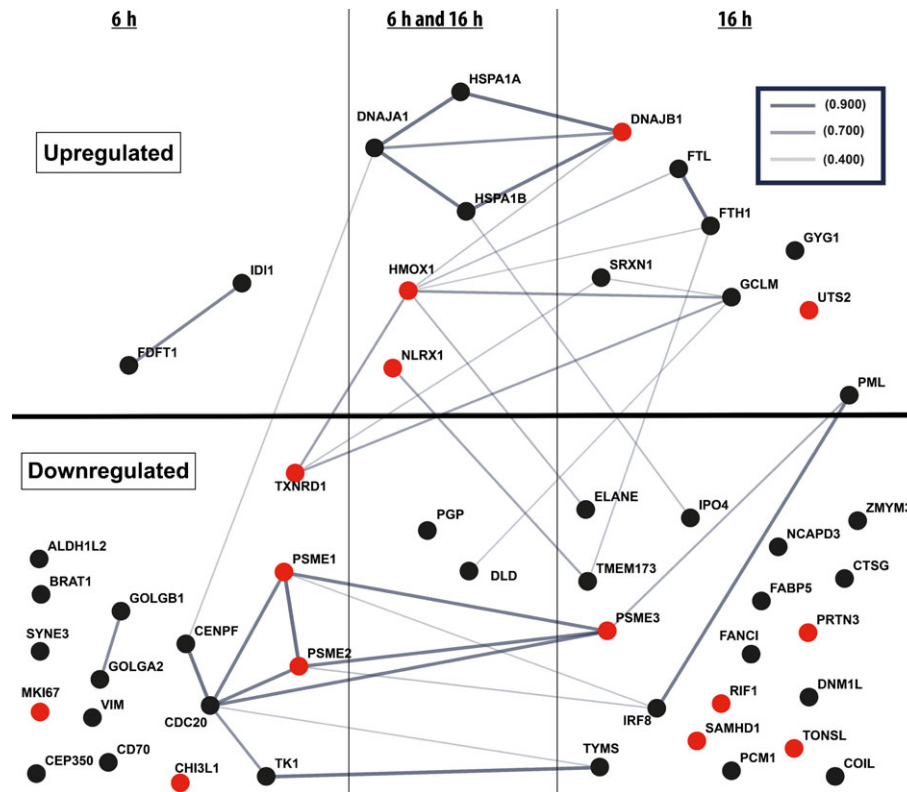 6 h
6 h and 16 h
16 h
HSPA1A
DNAJA1
DNAJB1
(0.900)
(0.700)
(0.400)
Upregulated
FTL
HSPA1B
FTH1
GYG1
IDI1
HMOX1
SRXN1
GCLM
UTS2
FDFT1
NLRX1
PML
Downregulated
TXNRD1
ELANE
IPO4
ZMYM3
PGP
NCAPD3
ALDH1L2
DLD
TMEM173
CTSG
BRAT1
PSME1
FABP5
GOLGB1
PSME3
PRTN3
SYNE3
CENPF
PSME2
FANCI
GOLGA2
MKI67
VIM
CDC20
IRF8
RIF1
DNM1L
SAMHD1
TONSL
CEP350
CD70
CHI3L1
TK1
TYMS
PCM1
COIL